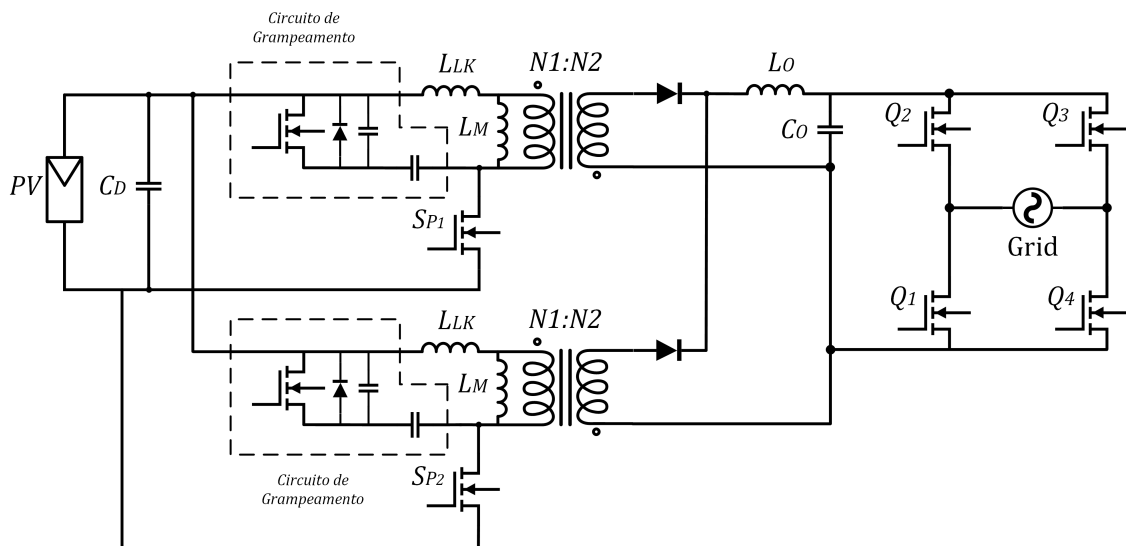 Circuito de
Grampeamento
LLK
N1:N2
LO
LM
CO
Q2
Q3
PV
CD
SP1
Grid
Q1
Q4
LLK
N1:N2
LM
SP2
Circuito de
Grampeamento